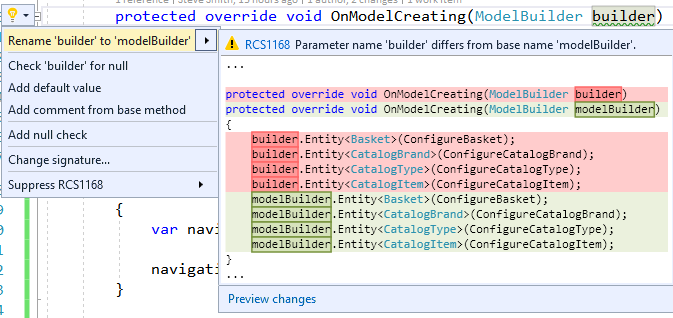 1 reference | Steve Smith, 15 hours ago | 1 author, 2 changes | 1 work item
protected override void OnModelCreating(ModelBuilder builder)
Rename 'builder' to 'modelBuilder'
Check 'builder' for null
Add default value
Add comment from base method
Add null check
Change signature...
Suppress RCS1168
RCS1168 Parameter name 'builder' differs from base name 'modelBuilder'.
...
protected override void OnModelCreating(ModelBuilder builder)
protected override void OnModelCreating(ModelBuilder modelBuilder)
{
builder.Entity<Basket>(ConfigureBasket);
builder.Entity<CatalogBrand>(ConfigureCatalogBrand);
builder.Entity<CatalogType>(ConfigureCatalogType);
builder.Entity<CatalogItem>(ConfigureCatalogItem);
modelBuilder.Entity<Basket>(ConfigureBasket);
modelBuilder.Entity<CatalogBrand>(ConfigureCatalogBrand);
modelBuilder.Entity<CatalogType>(ConfigureCatalogType);
modelBuilder.Entity<CatalogItem>(ConfigureCatalogItem);
}
...
Preview changes
{
var navi
navigati
}